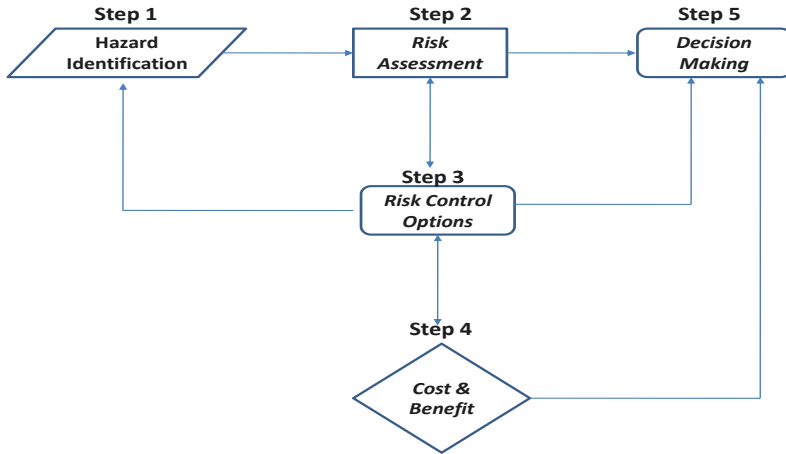 Step 1
Hazard
Identification
Step 2
Risk
Assessment
Step 5
Decision
Making
Step 3
Risk Control
Options
Step 4
Cost &
Benefit